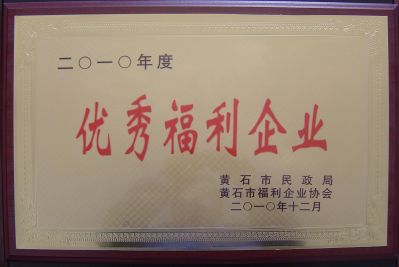 二〇一〇年度
优秀福利企业
黄石市民政局
黄石市福利企业协会
二〇一〇年十二月